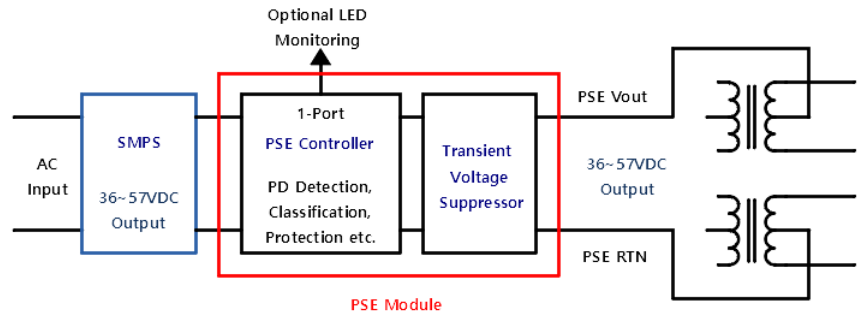 Optional LED
Monitoring
AC
Input
SMPS
36~57VDC
Output
1-Port
PSE Controller
PD Detection,
Classification,
Protection etc.
Transient
Voltage
Suppressor
PSE Vout
36~57VDC
Output
PSE RTN
PSE Module